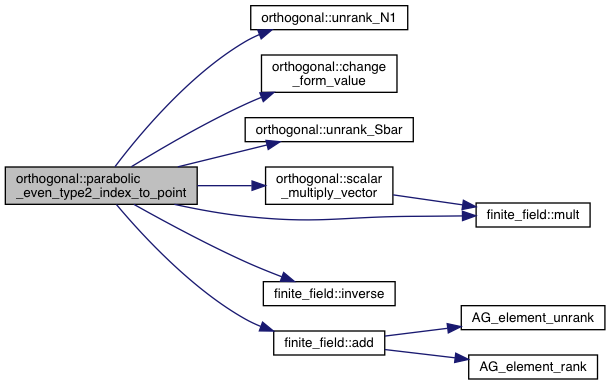 orthogonal::unrank_N1
orthogonal::change
_form_value
orthogonal::unrank_Sbar
orthogonal::parabolic
_even_type2_index_to_point
orthogonal::scalar
_multiply_vector
finite_field::mult
finite_field::inverse
finite_field::add
AG_element_unrank
AG_element_rank